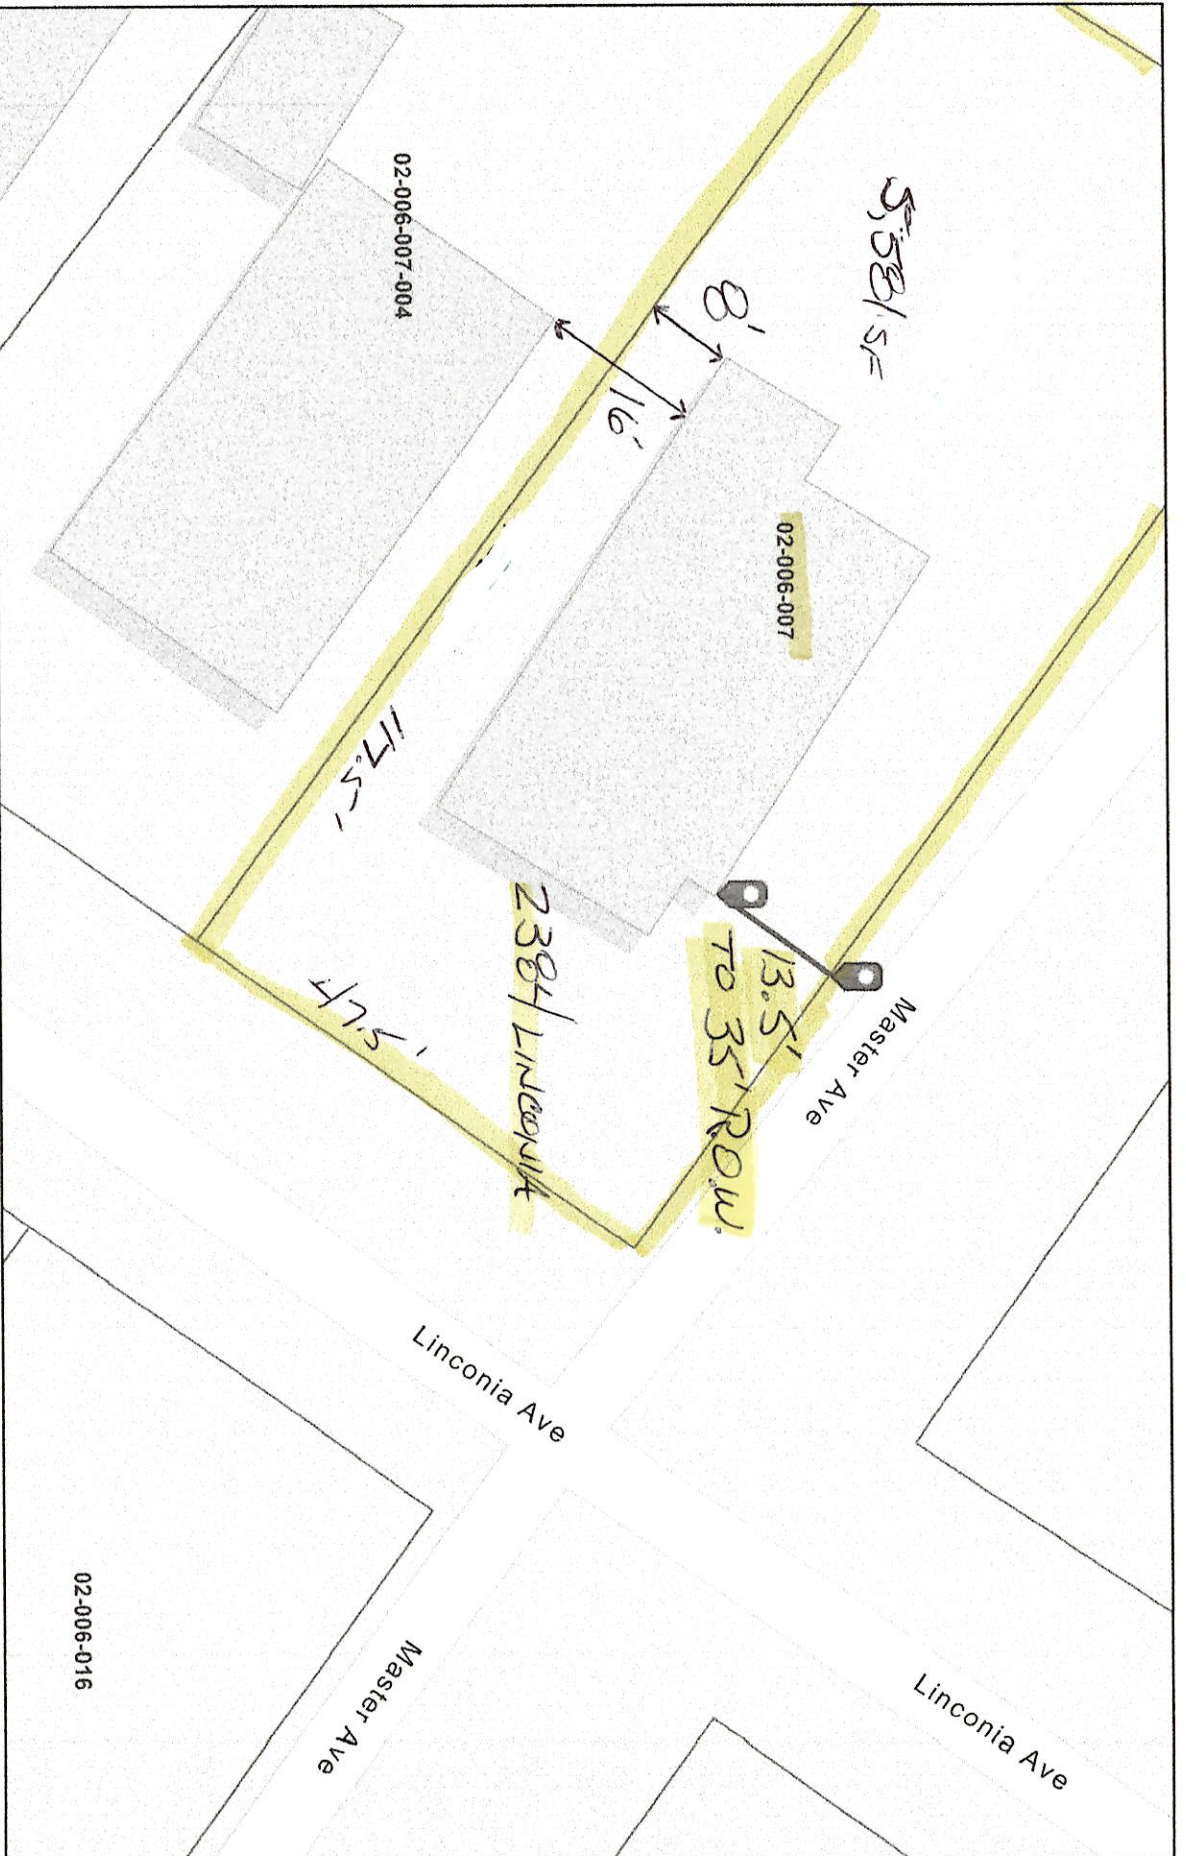 5,581 SF
8'
16'
02-006-007-004
02-006-007
117.5'
47.5'
2384 LINCONIA
13.5'
TO 35' R.O.W.
Master Ave
Linconia Ave
Linconia Ave
Master Ave
02-006-016